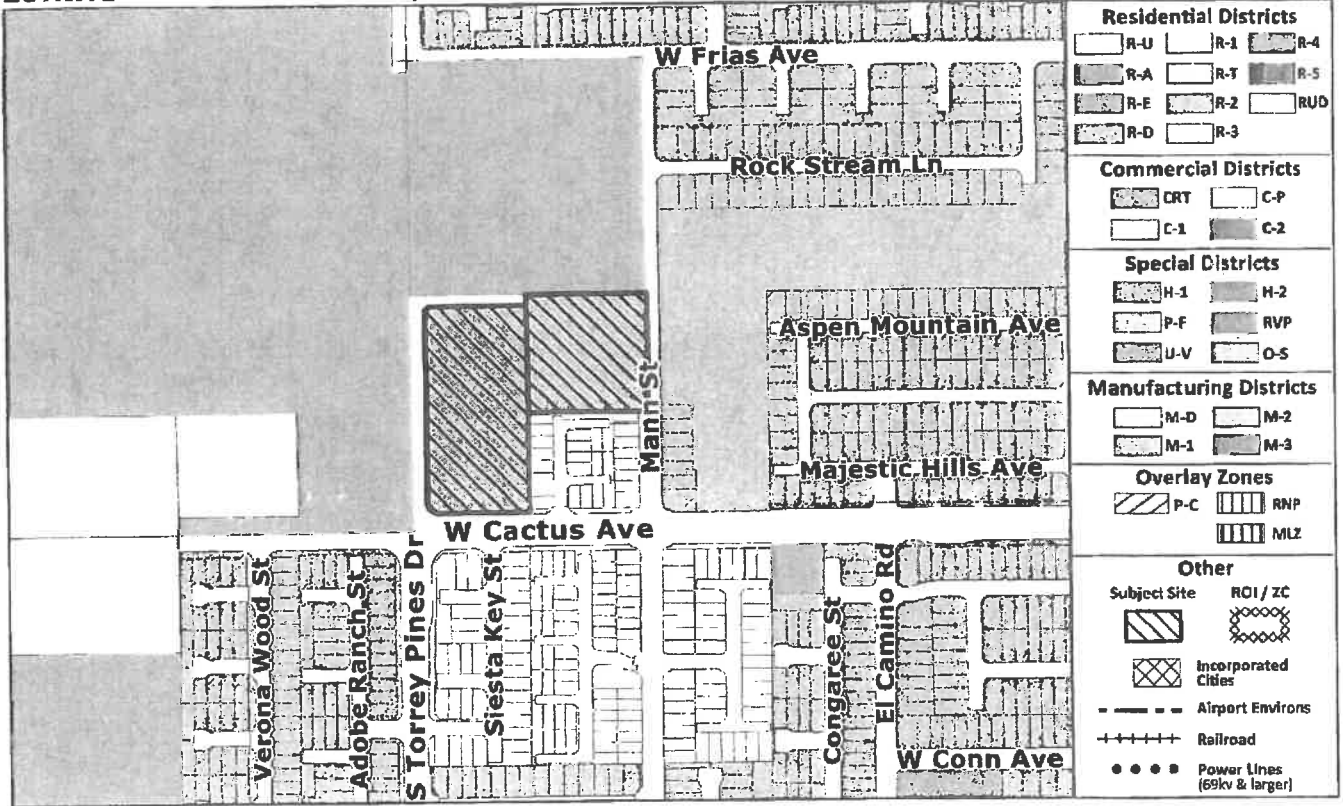 W Frias Ave
Rock Stream Ln
Aspen Mountain Ave
Mann St
Majestic Hills Ave
W Cactus Ave
Verona Wood St
Adobe Ranch St
S Torrey Pines Dr
Siesta Key St
Congaree St
El Camino Rd
W Conn Ave
Residential Districts
R-U R-1 R-4
R-A R-T R-5
R-E R-2 RUD
R-D R-3
Commercial Districts
CRT C-P
C-1 C-2
Special Districts
H-1 H-2
P-F RVP
U-V O-S
Manufacturing Districts
M-D M-2
M-1 M-3
Overlay Zones
P-C RNP
MLZ
Other
Subject Site ROI / ZC
Incorporated
Cities
Airport Environs
Railroad
Power Lines
(69kv & larger)